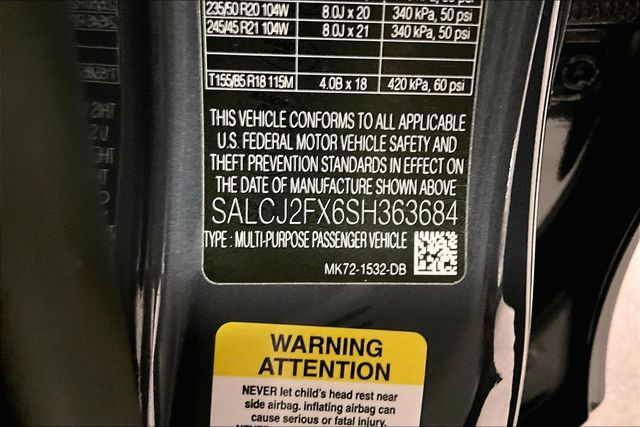 235/50 R20 104W 8.0J x 20 340 kPa, 50 psi
245/45 R21 104W 8.0J x 21 340 kPa, 50 psi
T155/85 R18 115M 4.0B x 18 420 kPa, 60 psi
THIS VEHICLE CONFORMS TO ALL APPLICABLE
U.S. FEDERAL MOTOR VEHICLE SAFETY AND
THEFT PREVENTION STANDARDS IN EFFECT ON
THE DATE OF MANUFACTURE SHOWN ABOVE
SALCJ2FX6SH363684
TYPE : MULTI-PURPOSE PASSENGER VEHICLE
MK72-1532-DB
WARNING
ATTENTION
NEVER let child's head rest near
side airbag. inflating airbag can
cause serious or fatal injury.